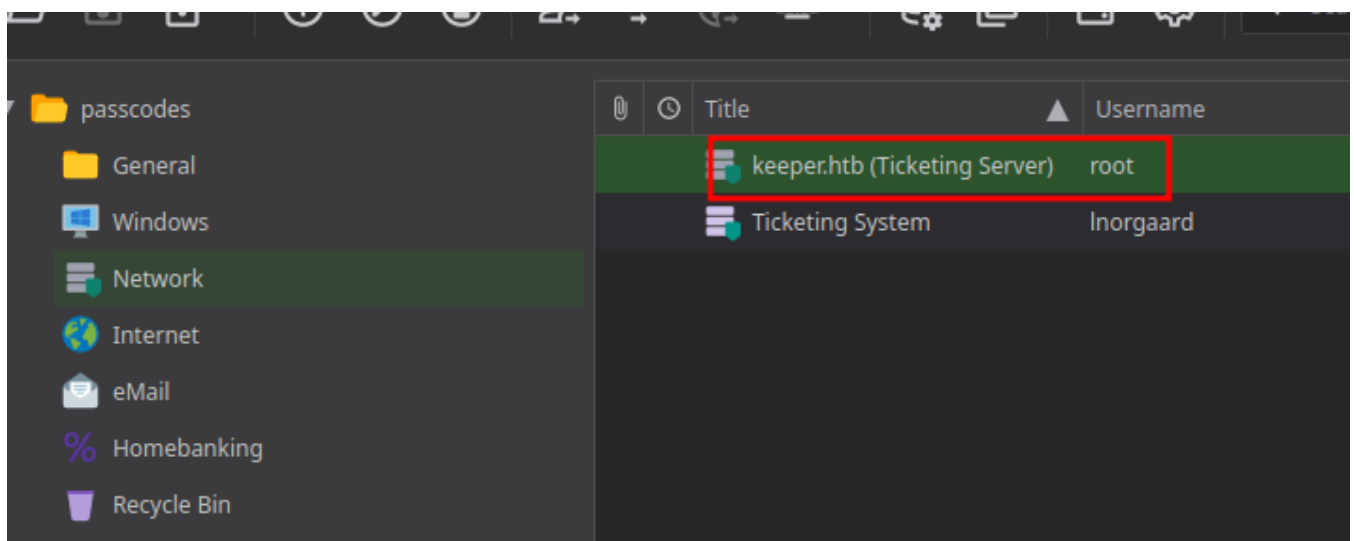 passcodes
General
Windows
Network
Internet
eMail
Homebanking
Recycle Bin
Title Username
keeper.htb (Ticketing Server) root
Ticketing System lnorgaard